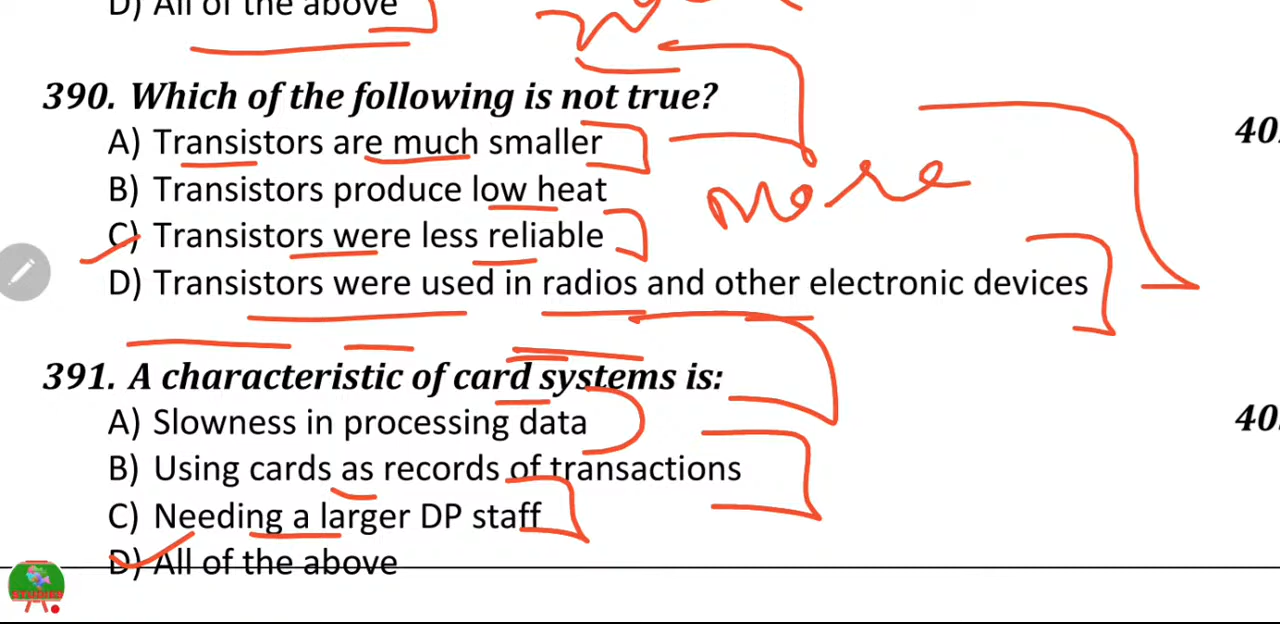 D) All of the above
390. Which of the following is not true?
A) Transistors are much smaller
B) Transistors produce low heat
more
C) Transistors were less reliable
D) Transistors were used in radios and other electronic devices
391. A characteristic of card systems is:
A) Slowness in processing data
B) Using cards as records of transactions
C) Needing a larger DP staff
D) All of the above
40
40